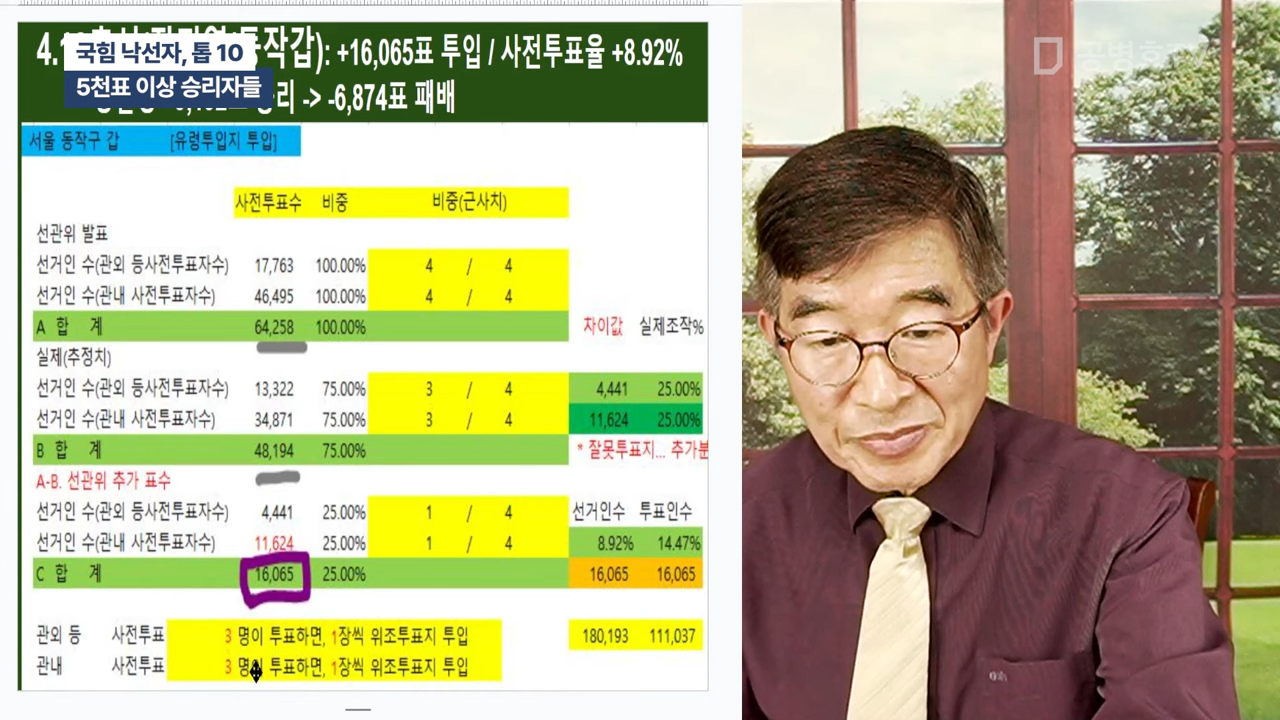 국힘 낙선자, 톱 10
5천표 이상 승리자들
동작갑): +16,065표 투입 / 사전투표율 +8.92%
-> -6,874표 패배
서울 동작구 갑 [유령투입지 투입]
사전투표수 비중 비중(근사치)
선관위 발표
선거인 수(관외 등사전투표자수) 17,763 100.00% 4 / 4
선거인 수(관내 사전투표자수) 46,495 100.00% 4 / 4
A 합 계 64,258 100.00% 차이값 실제조작%
실제(추정치)
선거인 수(관외 등사전투표자수) 13,322 75.00% 3 / 4 4,441 25.00%
선거인 수(관내 사전투표자수) 34,871 75.00% 3 / 4 11,624 25.00%
B 합 계 48,194 75.00% * 잘못투표지... 추가분
A-B. 선관위 추가 표수
선거인 수(관외 등사전투표자수) 4,441 25.00% 1 / 4 선거인수 투표인수
선거인 수(관내 사전투표자수) 11,624 25.00% 1 / 4 8.92% 14.47%
C 합 계 16,065 25.00% 16,065 16,065
관외 등 사전투표 3 명이 투표하면, 1장씩 위조투표지 투입 180,193 111,037
관내 사전투표 3 명이 투표하면, 1장씩 위조투표지 투입
공병호